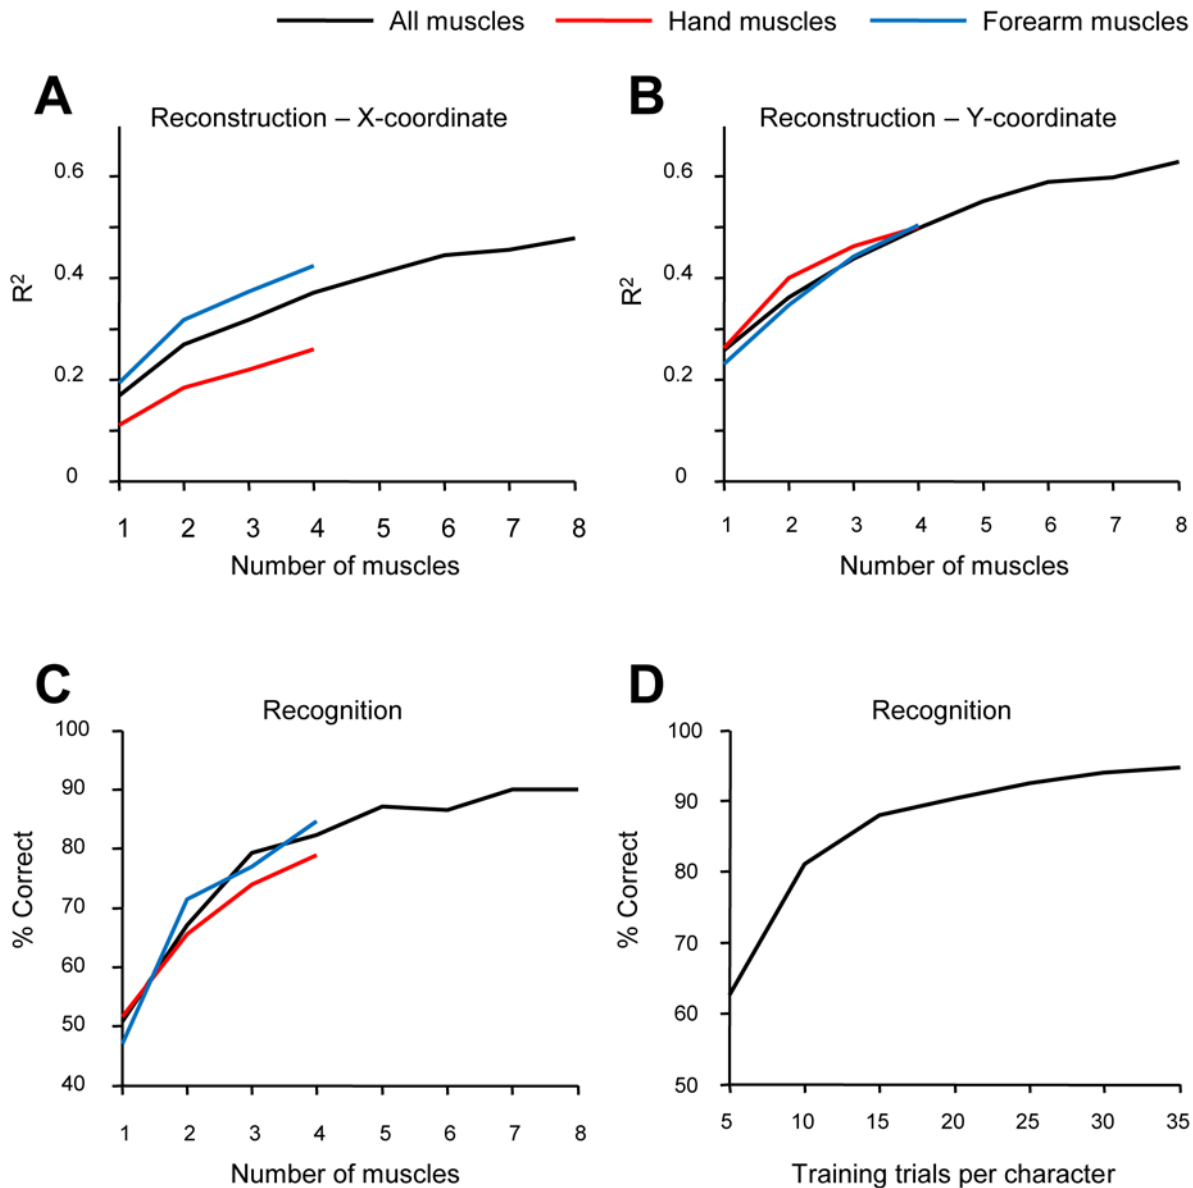 All muscles Hand muscles Forearm muscles
A
Reconstruction – X-coordinate
0.6
0.4
0.2
0
R²
1 2 3 4 5 6 7 8
Number of muscles
B
Reconstruction – Y-coordinate
0.6
0.4
0.2
0
R²
1 2 3 4 5 6 7 8
Number of muscles
C
Recognition
100
90
80
70
60
50
40
% Correct
1 2 3 4 5 6 7 8
Number of muscles
D
Recognition
100
90
80
70
60
50
% Correct
5 10 15 20 25 30 35
Training trials per character